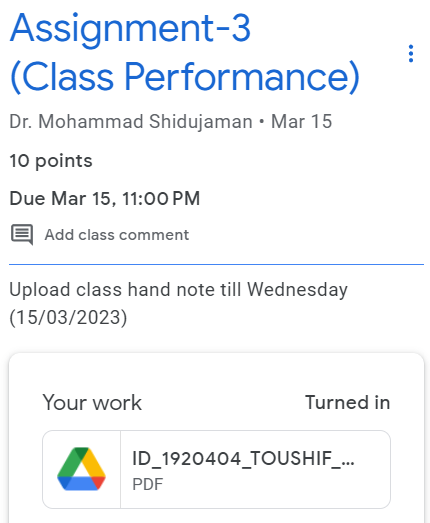 Assignment-3
(Class Performance)
Dr. Mohammad Shidujaman • Mar 15
10 points
Due Mar 15, 11:00 PM
Add class comment
Upload class hand note till Wednesday
(15/03/2023)
Your work Turned in
ID_1920404_TOUSHIF_...
PDF